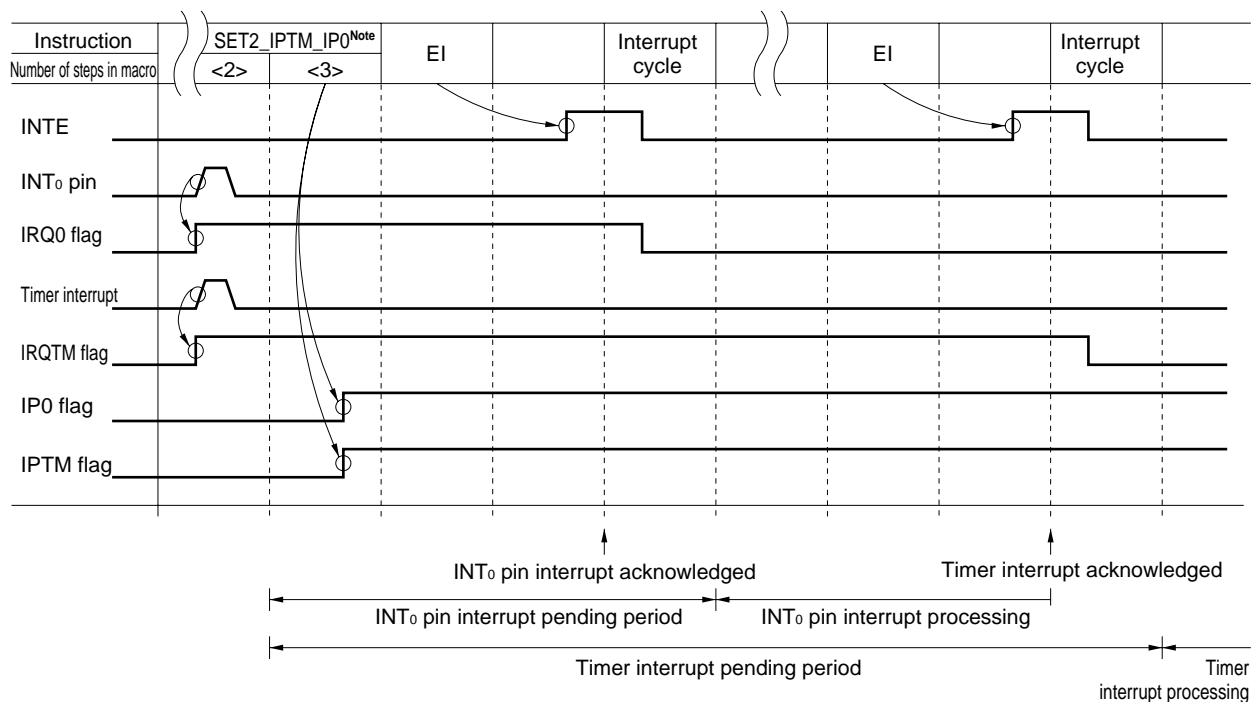 Instruction SET2_IPTM_IP0Note EI Interrupt cycle EI Interrupt cycle
Number of steps in macro <2> <3>
INTE
INT0 pin
IRQ0 flag
Timer interrupt
IRQTM flag
IP0 flag
IPTM flag
INT0 pin interrupt acknowledged Timer interrupt acknowledged
INT0 pin interrupt pending period INT0 pin interrupt processing
Timer interrupt pending period Timer interrupt processing